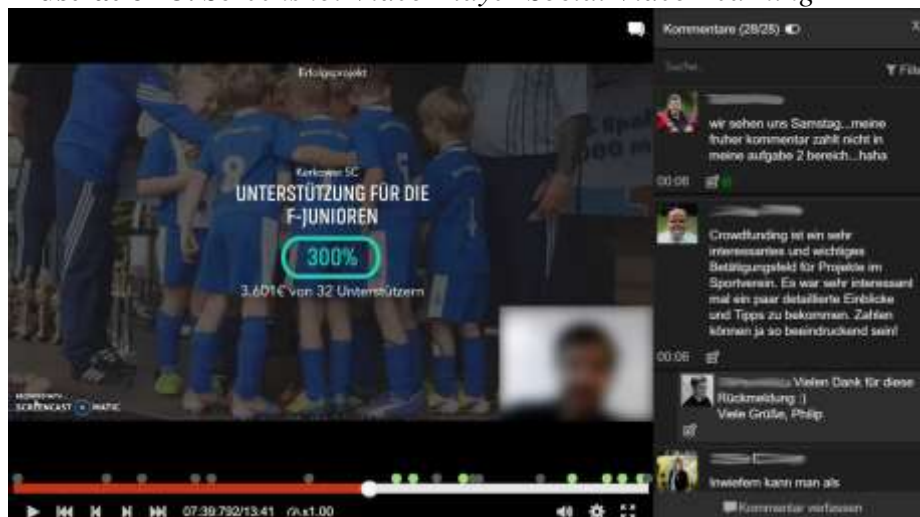 Kommentare (28/28)
Erfolgsprojekt
Suche...
Filter
Kerkower SC
UNTERSTÜTZUNG FÜR DIE
F-JUNIOREN
300%
3.601€ von 32 Unterstützern
wir sehen uns Samstag...meine
fruher kommentar zahlt nicht in
meine aufgabe 2 bereich...haha
00:06
Crowdfunding ist ein sehr
interessantes und wichtiges
Betätigungsfeld für Projekte im
Sportverein. Es war sehr interessant
mal ein paar detaillierte Einblicke
und Tipps zu bekommen. Zahlen
können ja so beeindruckend sein!
00:06
Vielen Dank für diese
Rückmeldung :)
Viele Grüße, Philip.
SCREENCAST MATIC
Inwiefern kann man als
Kommentar verfassen
07:39.792/13:41 x1.00